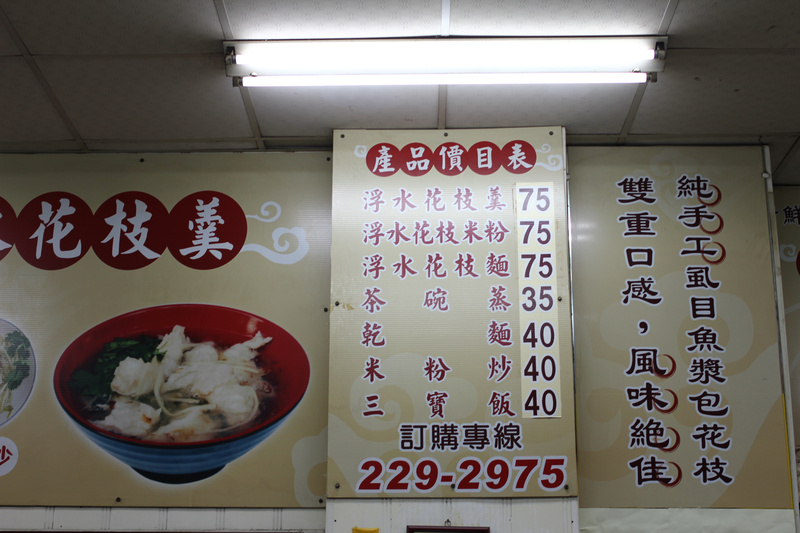 花枝羹
產品價目表
浮水花枝羹 75
浮水花枝米粉 75
浮水花枝麵 75
茶碗蒸 35
乾麵 40
米粉炒 40
三寶飯 40
訂購專線
229-2975
純手工虱目魚漿包花枝
雙重口感，風味絕佳
鮮